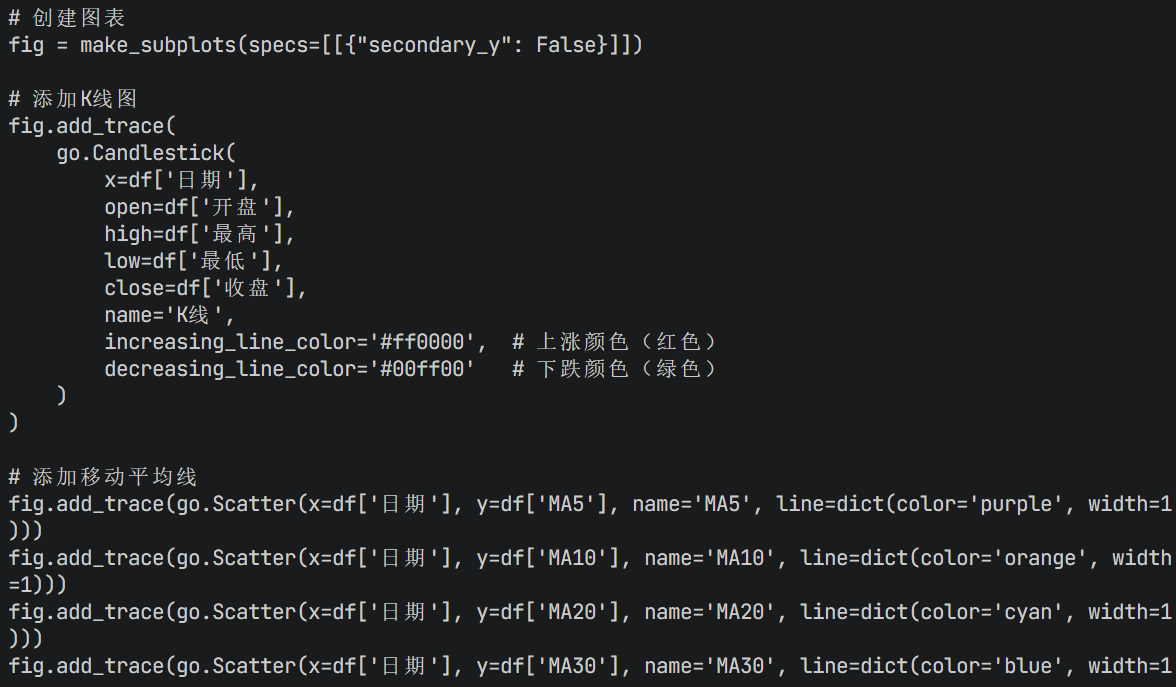 # 创建图表
fig = make_subplots(specs=[[{"secondary_y": False}]])
# 添加K线图
fig.add_trace(
    go.Candlestick(
        x=df['日期'],
        open=df['开盘'],
        high=df['最高'],
        low=df['最低'],
        close=df['收盘'],
        name='K线',
        increasing_line_color='#ff0000',  # 上涨颜色（红色）
        decreasing_line_color='#00ff00'   # 下跌颜色（绿色）
    )
)
# 添加移动平均线
fig.add_trace(go.Scatter(x=df['日期'], y=df['MA5'], name='MA5', line=dict(color='purple', width=1
)))
fig.add_trace(go.Scatter(x=df['日期'], y=df['MA10'], name='MA10', line=dict(color='orange', width
=1)))
fig.add_trace(go.Scatter(x=df['日期'], y=df['MA20'], name='MA20', line=dict(color='cyan', width=1
)))
fig.add_trace(go.Scatter(x=df['日期'], y=df['MA30'], name='MA30', line=dict(color='blue', width=1